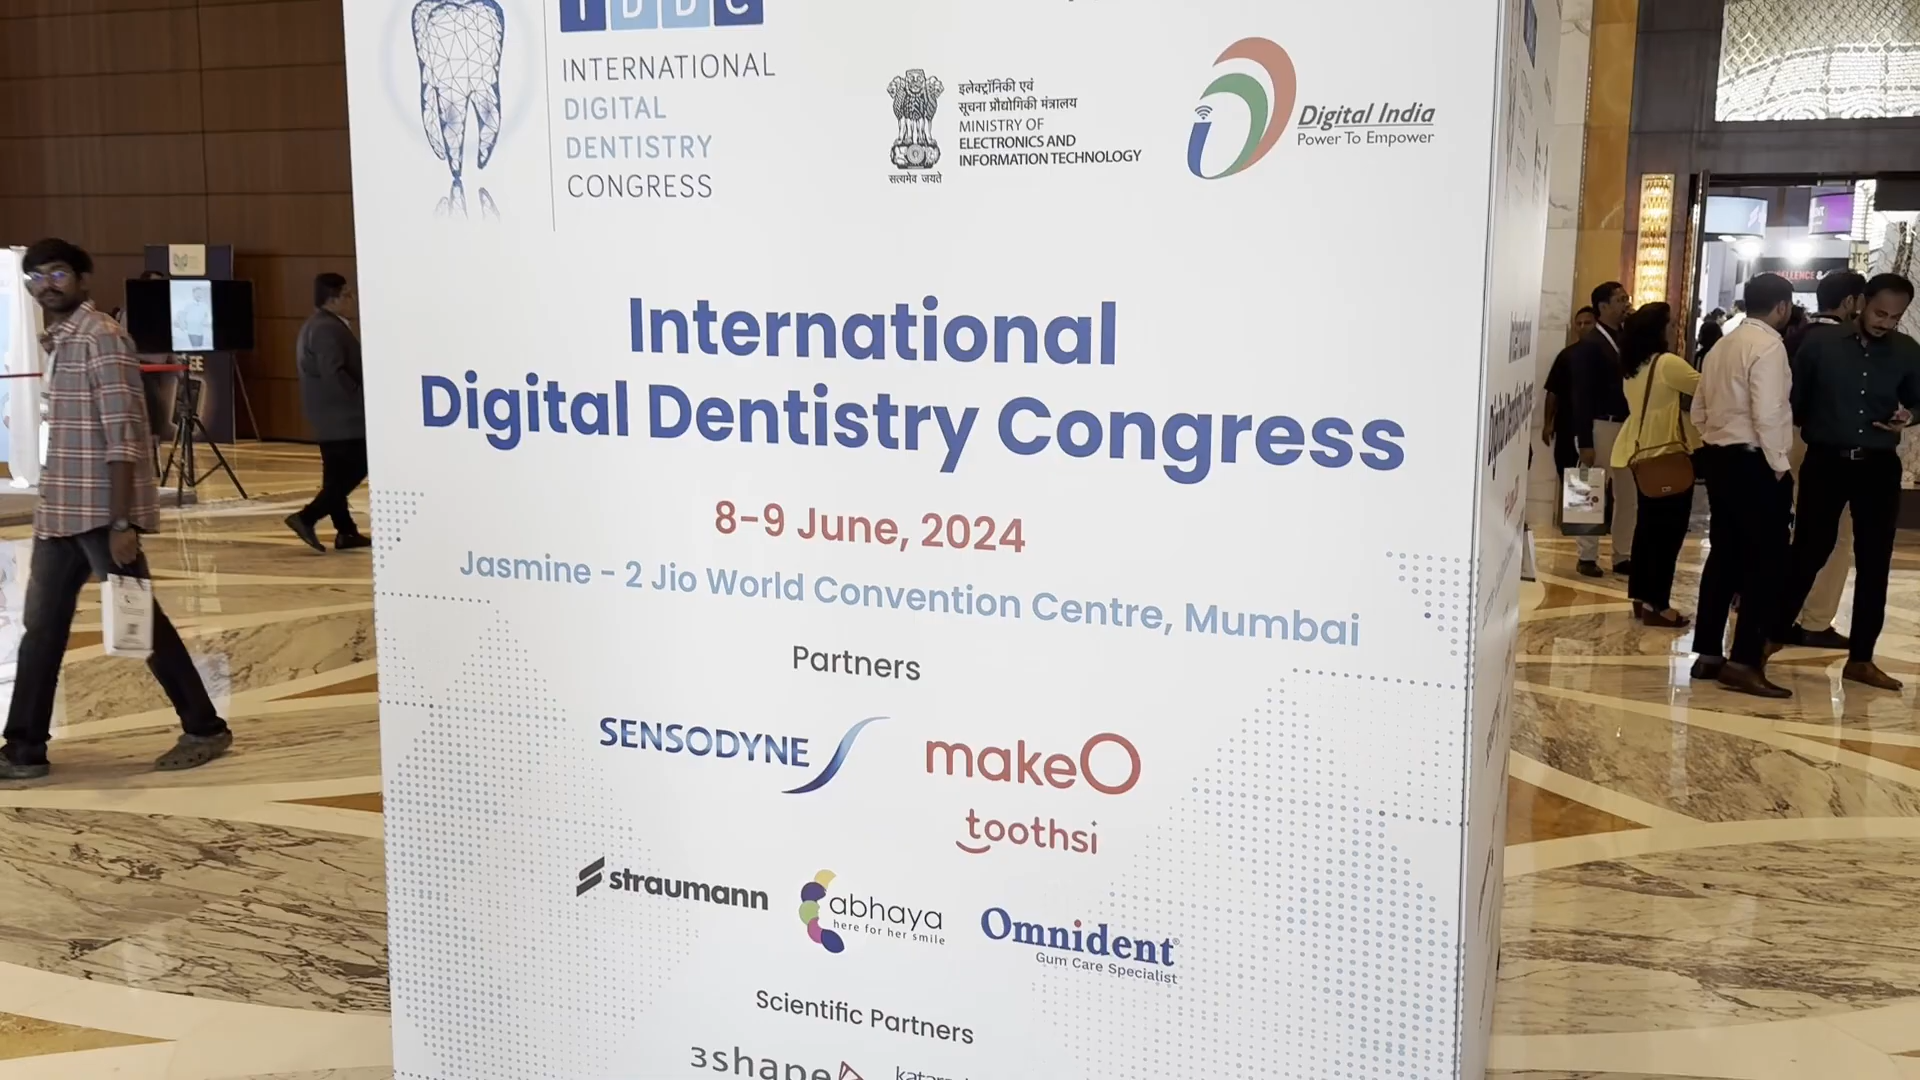 IDDC
INTERNATIONAL
DIGITAL
DENTISTRY
CONGRESS
इलेक्ट्रॉनिकी एवं
सूचना प्रौद्योगिकी मंत्रालय
MINISTRY OF
ELECTRONICS AND
INFORMATION TECHNOLOGY
सत्यमेव जयते
Digital India
Power To Empower
International
Digital Dentistry Congress
8-9 June, 2024
Jasmine - 2 Jio World Convention Centre, Mumbai
Partners
SENSODYNE
makeO
toothsi
straumann
abhaya
here for her smile
Omnident
Gum Care Specialist
Scientific Partners
3shape